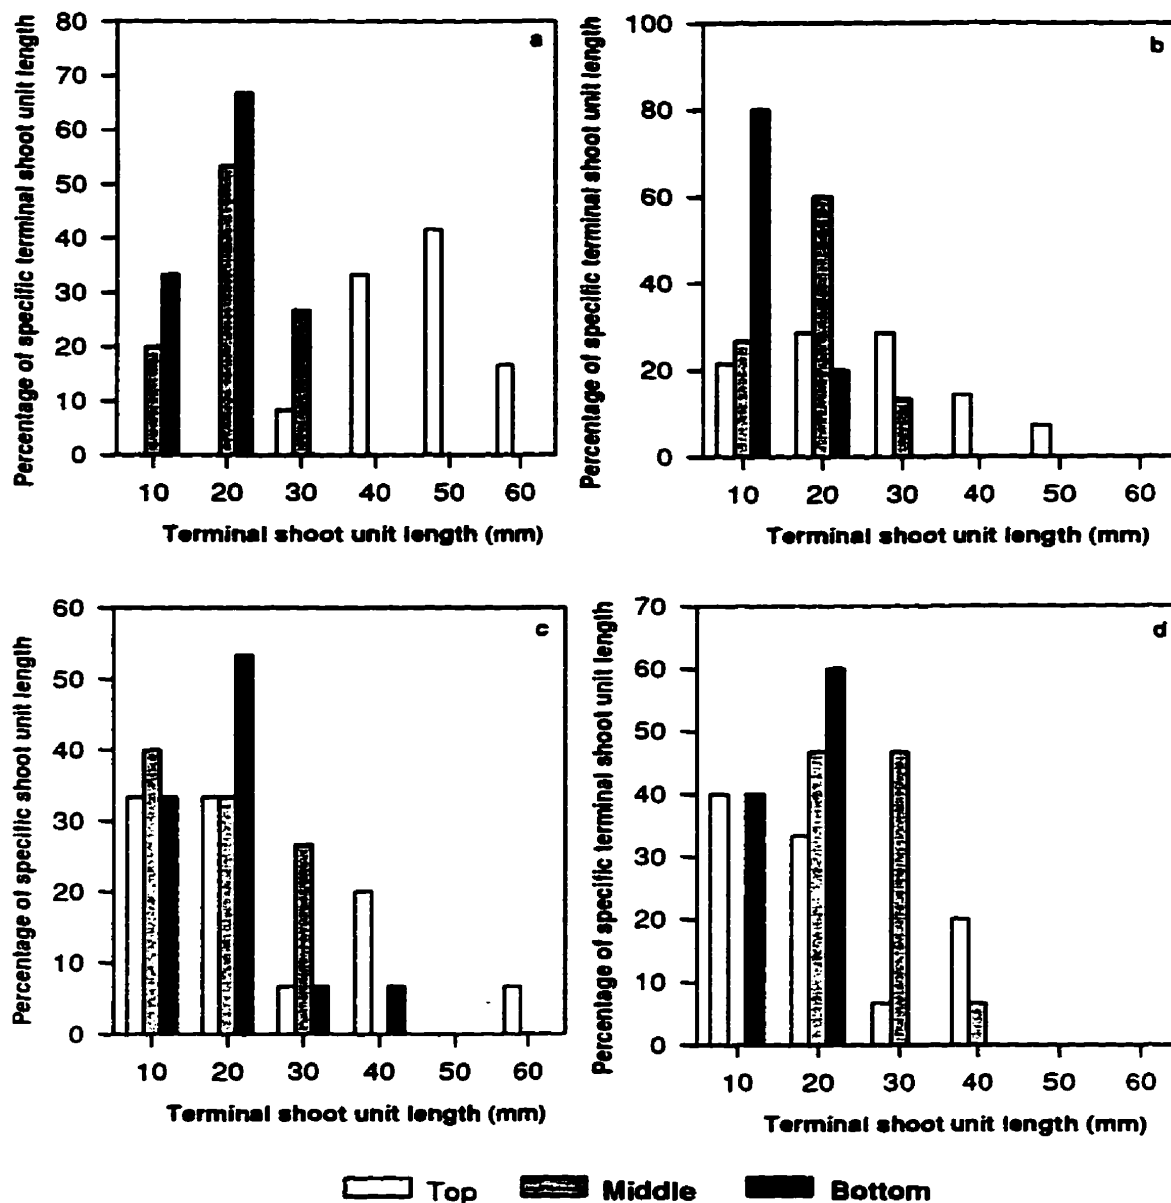 Percentage of specific terminal shoot unit length
80
70
60
50
40
30
20
10
0
a
10 20 30 40 50 60
Terminal shoot unit length (mm)
Percentage of specific terminal shoot unit length
100
80
60
40
20
0
b
10 20 30 40 50 60
Terminal shoot unit length (mm)
Percentage of specific shoot unit length
60
50
40
30
20
10
0
c
10 20 30 40 50 60
Terminal shoot unit length (mm)
Percentage of specific terminal shoot unit length
70
60
50
40
30
20
10
0
d
10 20 30 40 50 60
Terminal shoot unit length (mm)
Top Middle Bottom